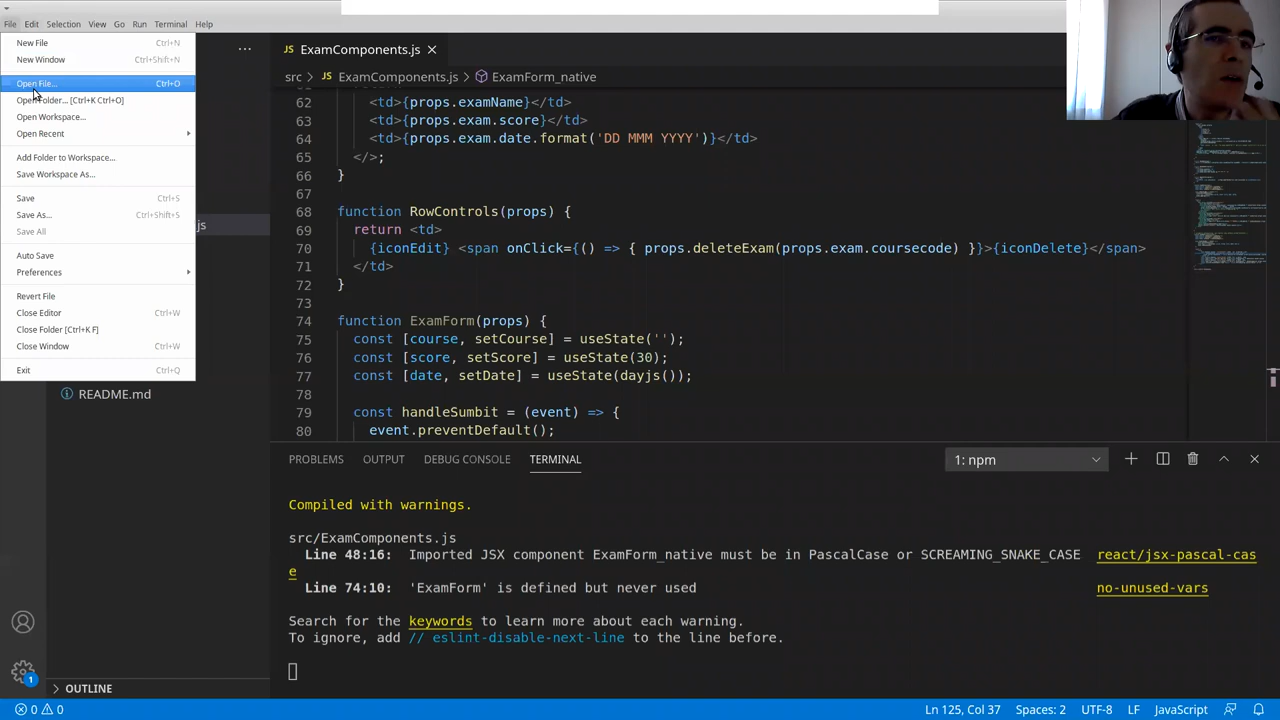 File Edit Selection View Go Run Terminal Help
New File Ctrl+N
New Window Ctrl+Shift+N
Open File... Ctrl+O
Open Folder... [Ctrl+K Ctrl+O]
Open Workspace...
Open Recent
Add Folder to Workspace...
Save Workspace As...
Save Ctrl+S
Save As... Ctrl+Shift+S
Save All
Auto Save
Preferences
Revert File
Close Editor Ctrl+W
Close Folder [Ctrl+K F]
Close Window Ctrl+W
Exit Ctrl+Q
js
README.md
OUTLINE
JS ExamComponents.js
src > JS ExamComponents.js > ExamForm_native
62 <td>{props.examName}</td>
63 <td>{props.exam.score}</td>
64 <td>{props.exam.date.format('DD MMM YYYY')}</td>
65 </>;
66 }
67
68 function RowControls(props) {
69 return <td>
70 {iconEdit} <span onClick={() => { props.deleteExam(props.exam.coursecode) }}>{iconDelete}</span>
71 </td>
72 }
73
74 function ExamForm(props) {
75 const [course, setCourse] = useState('');
76 const [score, setScore] = useState(30);
77 const [date, setDate] = useState(dayjs());
78
79 const handleSumbit = (event) => {
80 event.preventDefault();
PROBLEMS OUTPUT DEBUG CONSOLE TERMINAL 1: npm
Compiled with warnings.
src/ExamComponents.js
Line 48:16: Imported JSX component ExamForm_native must be in PascalCase or SCREAMING_SNAKE_CASE react/jsx-pascal-cas
e
Line 74:10: 'ExamForm' is defined but never used no-unused-vars
Search for the keywords to learn more about each warning.
To ignore, add // eslint-disable-next-line to the line before.
1
0 0 Ln 125, Col 37 Spaces: 2 UTF-8 LF JavaScript